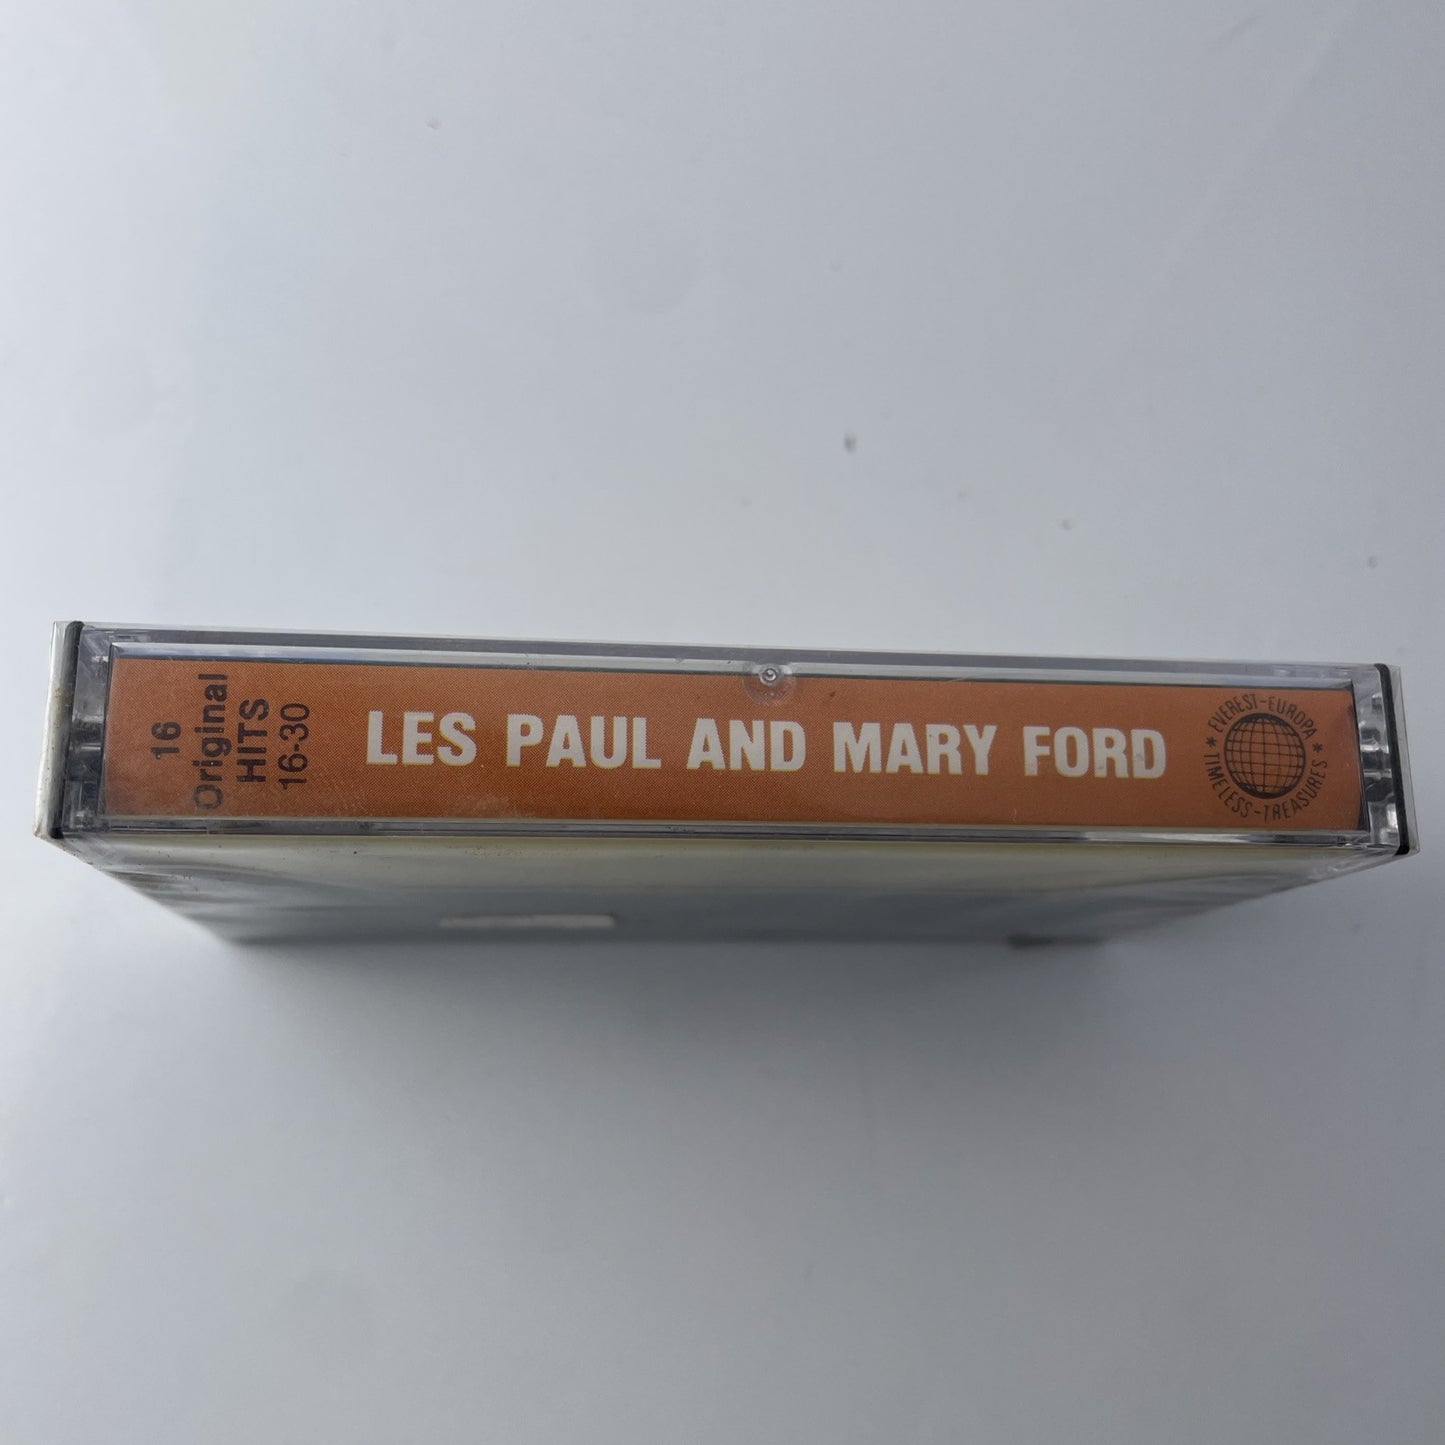 16
Original
HITS
16-30
LES PAUL AND MARY FORD
EVEREST-EUROPA
* TIMELESS-TREASURES *